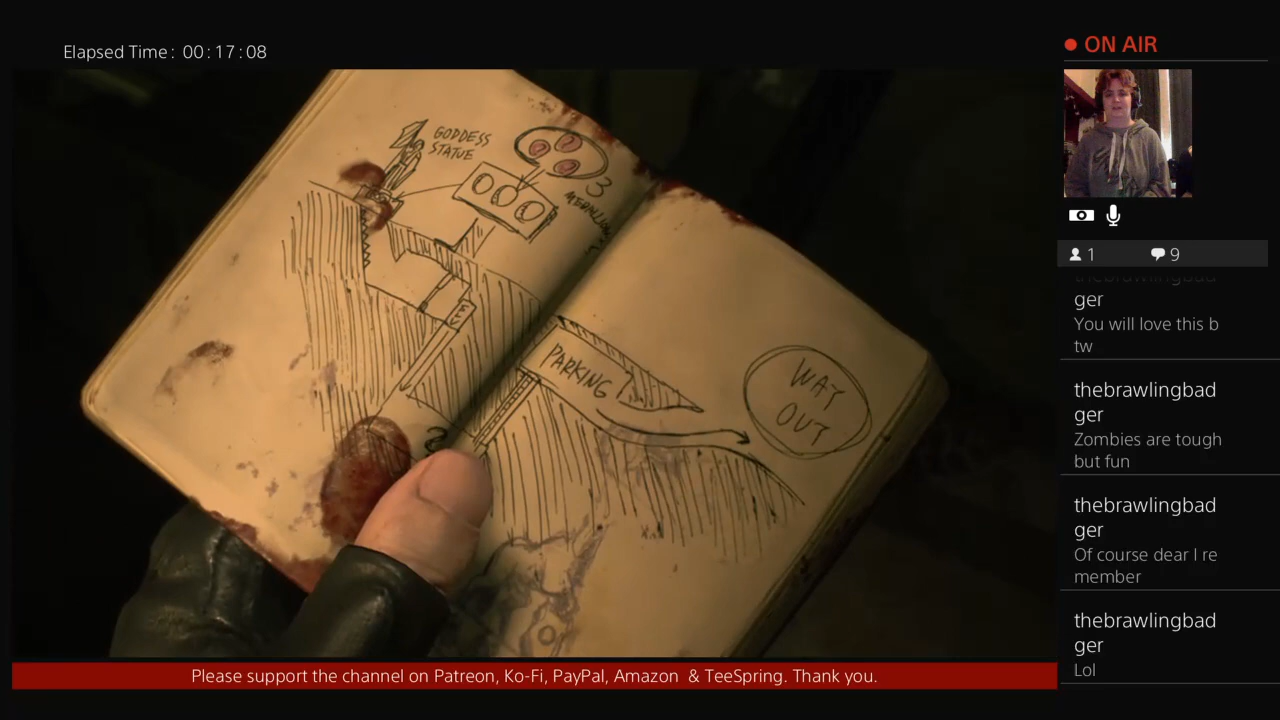 Elapsed Time: 00:17:08
ON AIR
GODDESS
STATUE
3
MEDALLIONS
PARKING
WAY
OUT
1
9
thebrawlingbad
ger
You will love this b
tw
thebrawlingbad
ger
Zombies are tough
but fun
thebrawlingbad
ger
Of course dear I re
member
thebrawlingbad
ger
Lol
Please support the channel on Patreon, Ko-Fi, PayPal, Amazon & TeeSpring. Thank you.